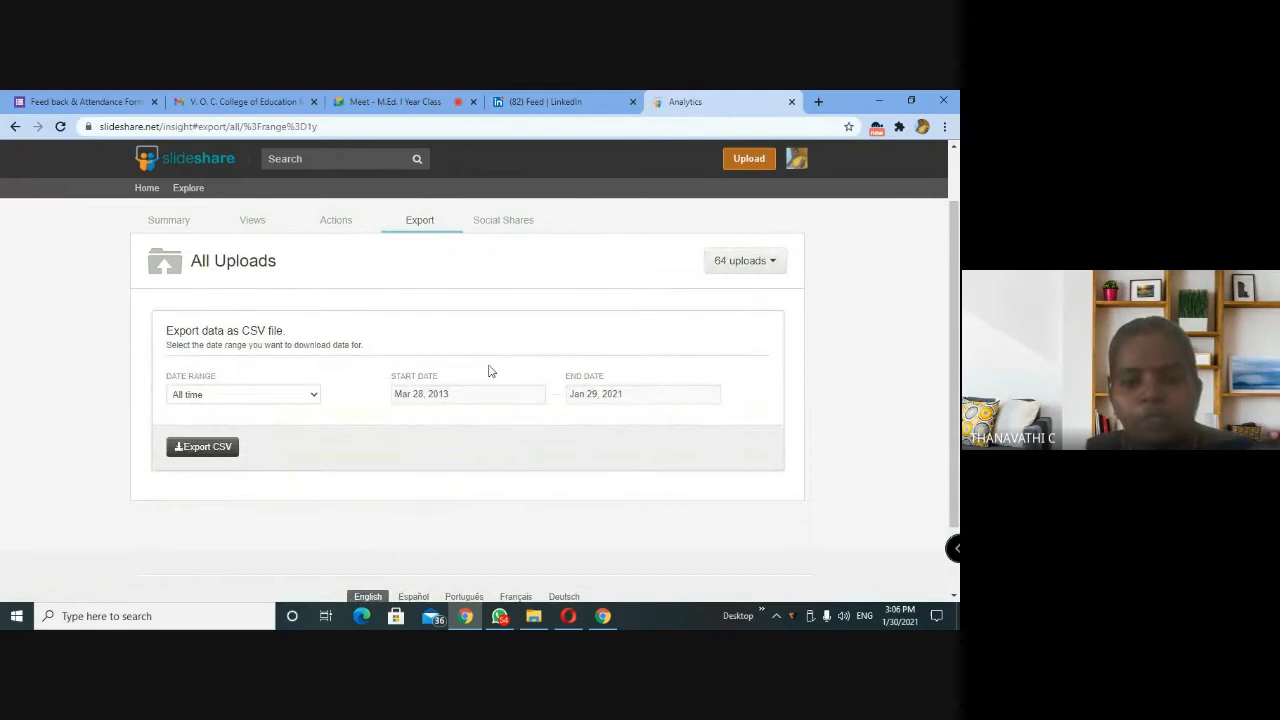 Feed back & Attendance Form
V. O. C. College of Education M
Meet - M.Ed. I Year Class
(82) Feed | LinkedIn
Analytics
slideshare.net/insight#export/all/%3Frange%3D1y
new
slideshare
Search
Upload
Home
Explore
Summary
Views
Actions
Export
Social Shares
All Uploads
64 uploads
Export data as CSV file.
Select the date range you want to download data for.
DATE RANGE
START DATE
END DATE
All time
Mar 28, 2013
Jan 29, 2021
Export CSV
THANAVATHI C
English
Español
Português
Français
Deutsch
Type here to search
36
54
Desktop
ENG
3:06 PM
1/30/2021